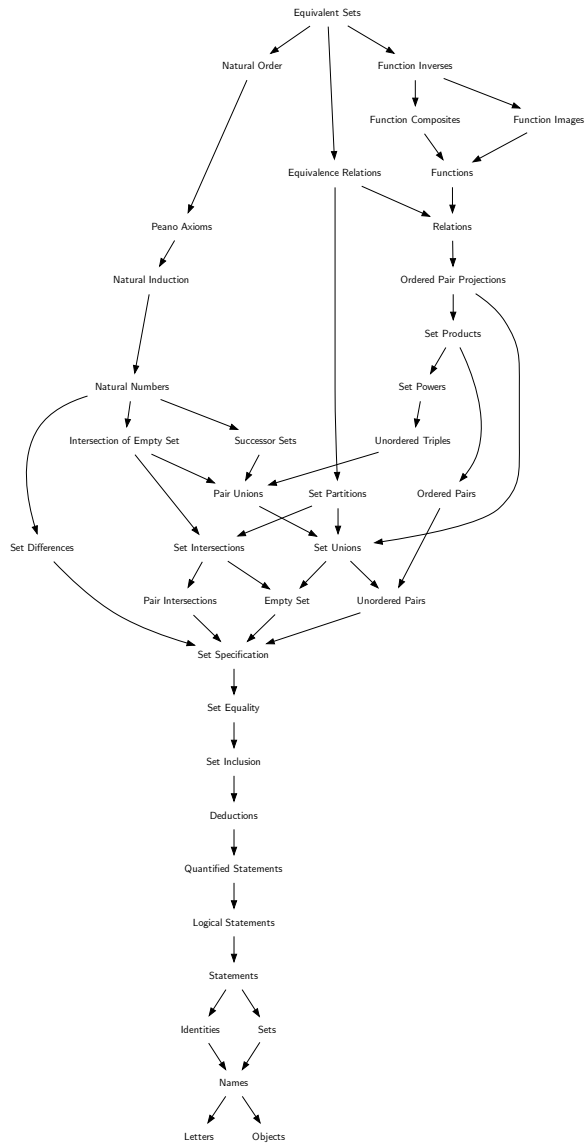 Equivalent Sets
Natural Order
Function Inverses
Function Composites
Function Images
Equivalence Relations
Functions
Peano Axioms
Relations
Natural Induction
Ordered Pair Projections
Set Products
Natural Numbers
Set Powers
Intersection of Empty Set
Successor Sets
Unordered Triples
Pair Unions
Set Partitions
Ordered Pairs
Set Differences
Set Intersections
Set Unions
Pair Intersections
Empty Set
Unordered Pairs
Set Specification
Set Equality
Set Inclusion
Deductions
Quantified Statements
Logical Statements
Statements
Identities
Sets
Names
Letters
Objects